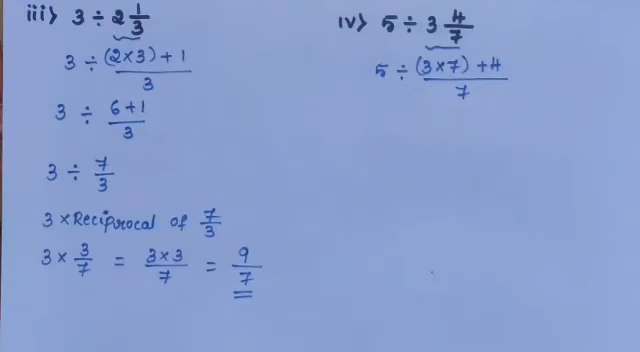 iii) 3 ÷ 2 1/3
3 ÷ (2 × 3) + 1 / 3
3 ÷ 6 + 1 / 3
3 ÷ 7/3
3 × Reciprocal of 7/3
3 × 3/7 = 3 × 3 / 7 = 9/7
iv) 5 ÷ 3 4/7
5 ÷ (3 × 7) + 4 / 7